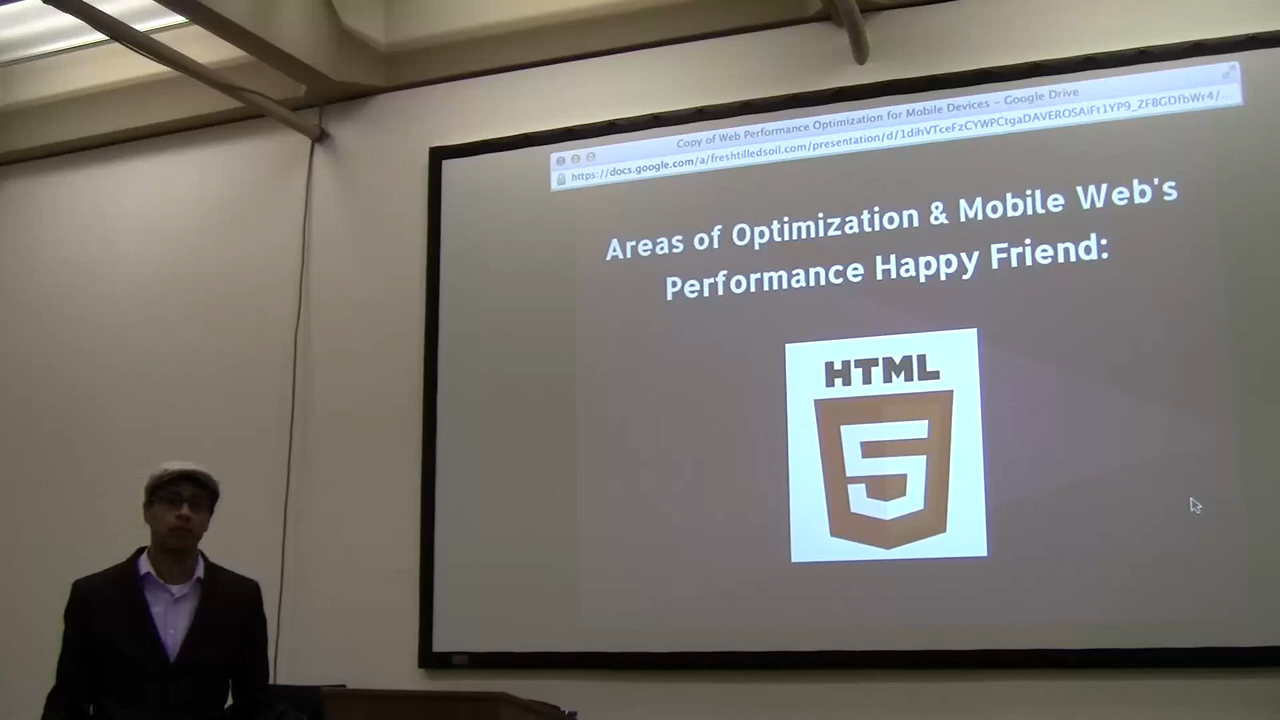 Copy of Web Performance Optimization for Mobile Devices – Google Drive
https://docs.google.com/a/freshtilledsoil.com/presentation/d/1dihVTceFzCYWPCtgaDAVEROSAiFt1YP9_ZFBGDfbWr4/...
Areas of Optimization & Mobile Web's
Performance Happy Friend:
HTML
5